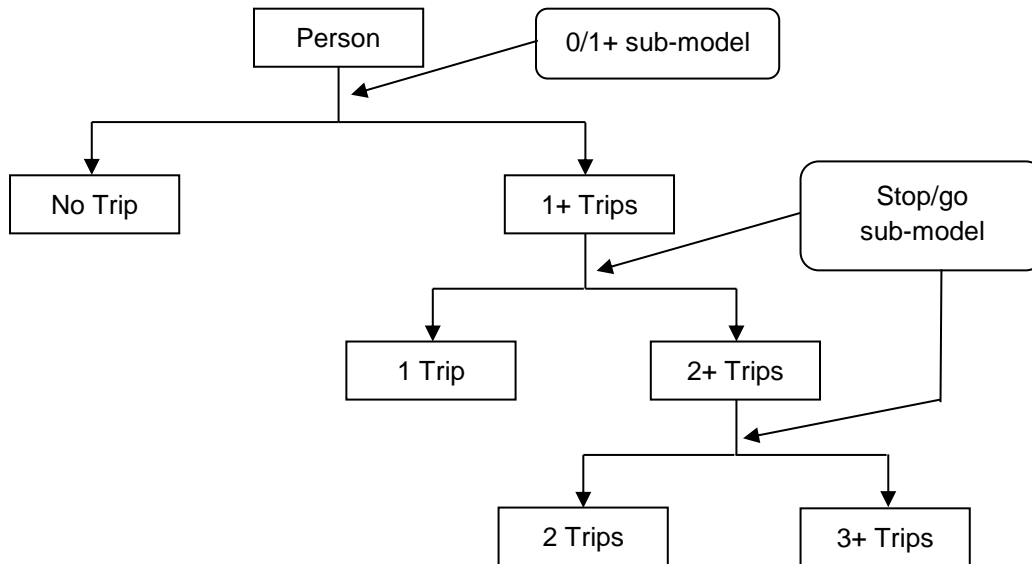 Person
0/1+ sub-model
No Trip
1+ Trips
Stop/go
sub-model
1 Trip
2+ Trips
2 Trips
3+ Trips